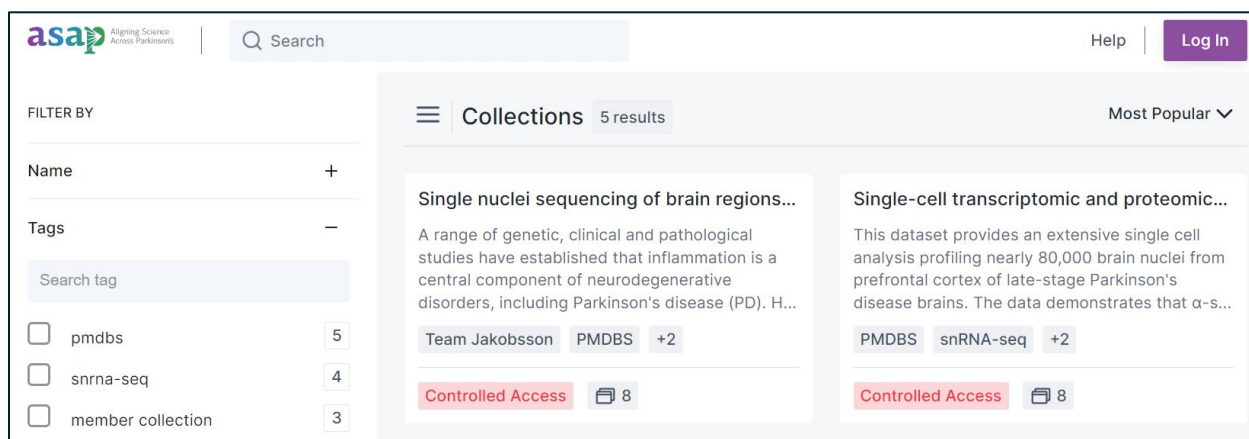 asap Aligning Science
Across Parkinson's
Search
Help
Log In
FILTER BY
Name +
Tags −
Search tag
pmdbs 5
snrna-seq 4
member collection 3
Collections 5 results
Most Popular
Single nuclei sequencing of brain regions...
A range of genetic, clinical and pathological
studies have established that inflammation is a
central component of neurodegenerative
disorders, including Parkinson's disease (PD). H...
Team Jakobsson PMDBS +2
Controlled Access 8
Single-cell transcriptomic and proteomic...
This dataset provides an extensive single cell
analysis profiling nearly 80,000 brain nuclei from
prefrontal cortex of late-stage Parkinson's
disease brains. The data demonstrates that α-s...
PMDBS snRNA-seq +2
Controlled Access 8